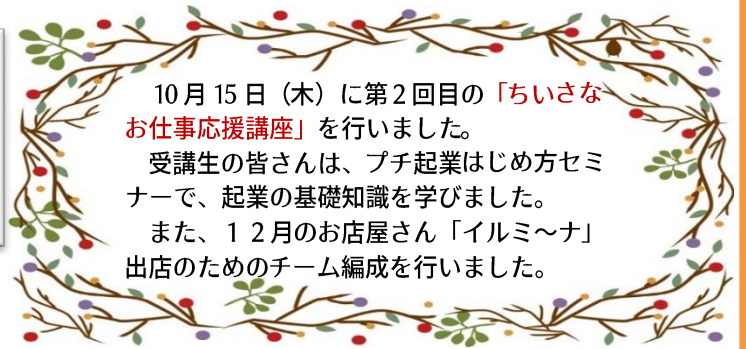 10月15日（木）に第２回目の「ちいさな
お仕事応援講座」を行いました。
　受講生の皆さんは、プチ起業はじめ方セミ
ナーで、起業の基礎知識を学びました。
　また、１２月のお店屋さん「イルミ～ナ」
出店のためのチーム編成を行いました。